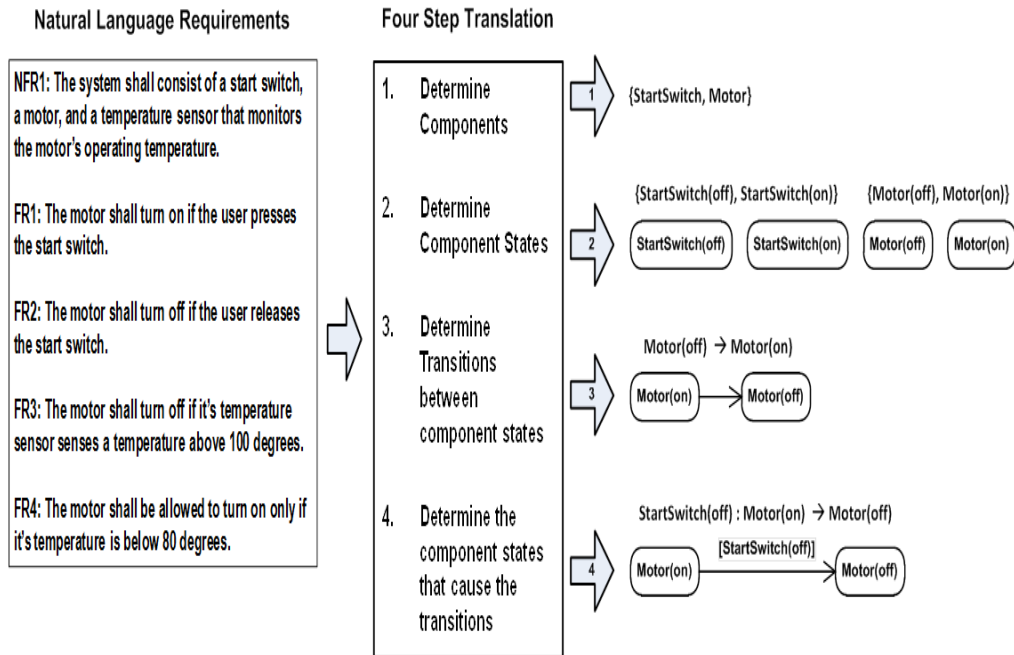 Natural Language Requirements
NFR1: The system shall consist of a start switch,
a motor, and a temperature sensor that monitors
the motor's operating temperature.
FR1: The motor shall turn on if the user presses
the start switch.
FR2: The motor shall turn off if the user releases
the start switch.
FR3: The motor shall turn off if it's temperature
sensor senses a temperature above 100 degrees.
FR4: The motor shall be allowed to turn on only if
it's temperature is below 80 degrees.
Four Step Translation
1. Determine
Components
2. Determine
Component States
3. Determine
Transitions
between
component states
4. Determine the
component states
that cause the
transitions
1
{StartSwitch, Motor}
2
{StartSwitch(off), StartSwitch(on)} {Motor(off), Motor(on)}
StartSwitch(off) StartSwitch(on) Motor(off) Motor(on)
3
Motor(off) → Motor(on)
Motor(on) Motor(off)
4
StartSwitch(off) : Motor(on) → Motor(off)
[StartSwitch(off)]
Motor(on) Motor(off)